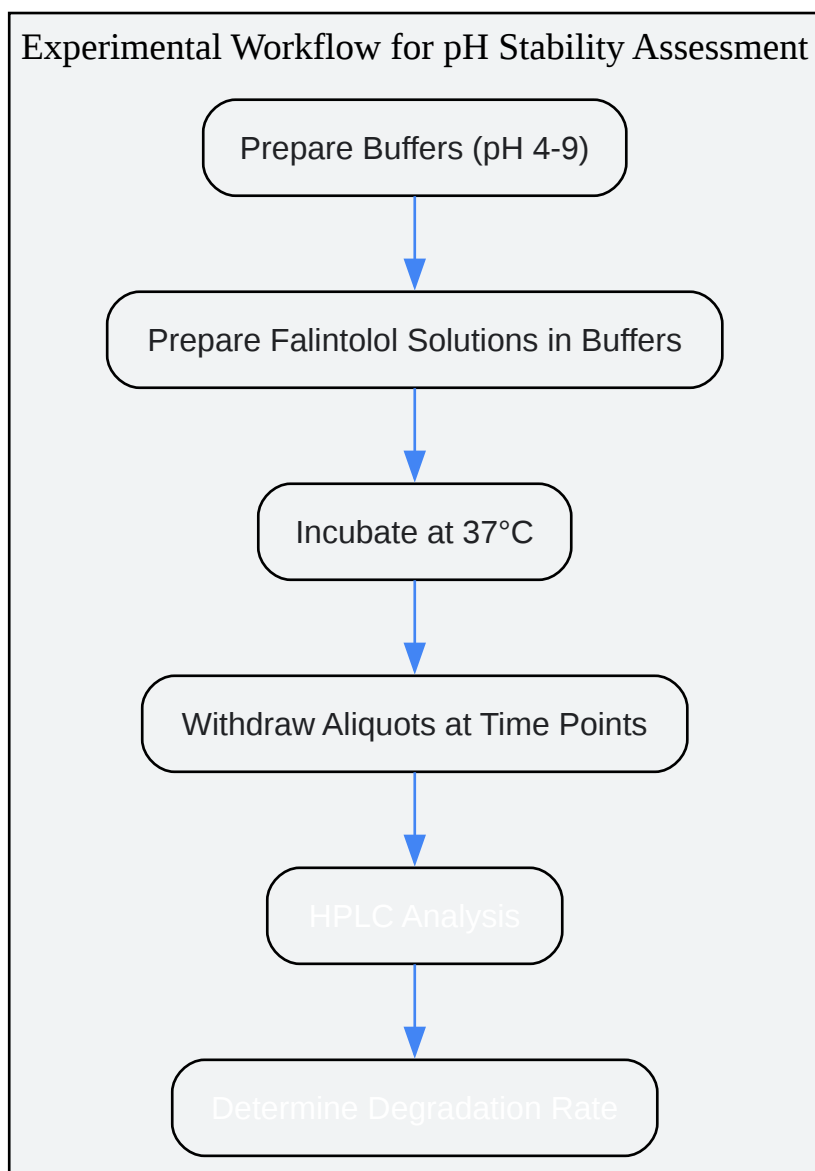 Experimental Workflow for pH Stability Assessment
Prepare Buffers (pH 4-9)
Prepare Falintolol Solutions in Buffers
Incubate at 37°C
Withdraw Aliquots at Time Points
HPLC Analysis
Determine Degradation Rate